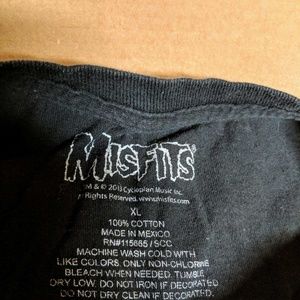 MISFITS
TM & © 2013 Cyclopian Music Inc.
Rights Reserved. www.misfits.com
XL
100% COTTON
MADE IN MEXICO
RN#115665 / SCC
MACHINE WASH COLD WITH
LIKE COLORS. ONLY NON-CHLORINE
BLEACH WHEN NEEDED. TUMBLE
DRY LOW. DO NOT IRON IF DECORATED
DO NOT DRY CLEAN IF DECORATED.